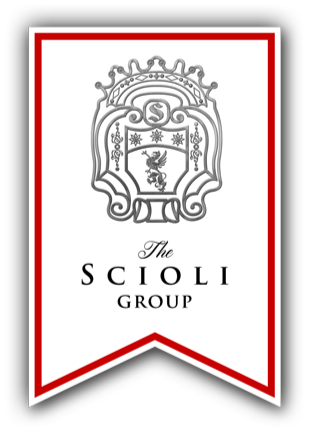 S
The
SCIOLI
GROUP